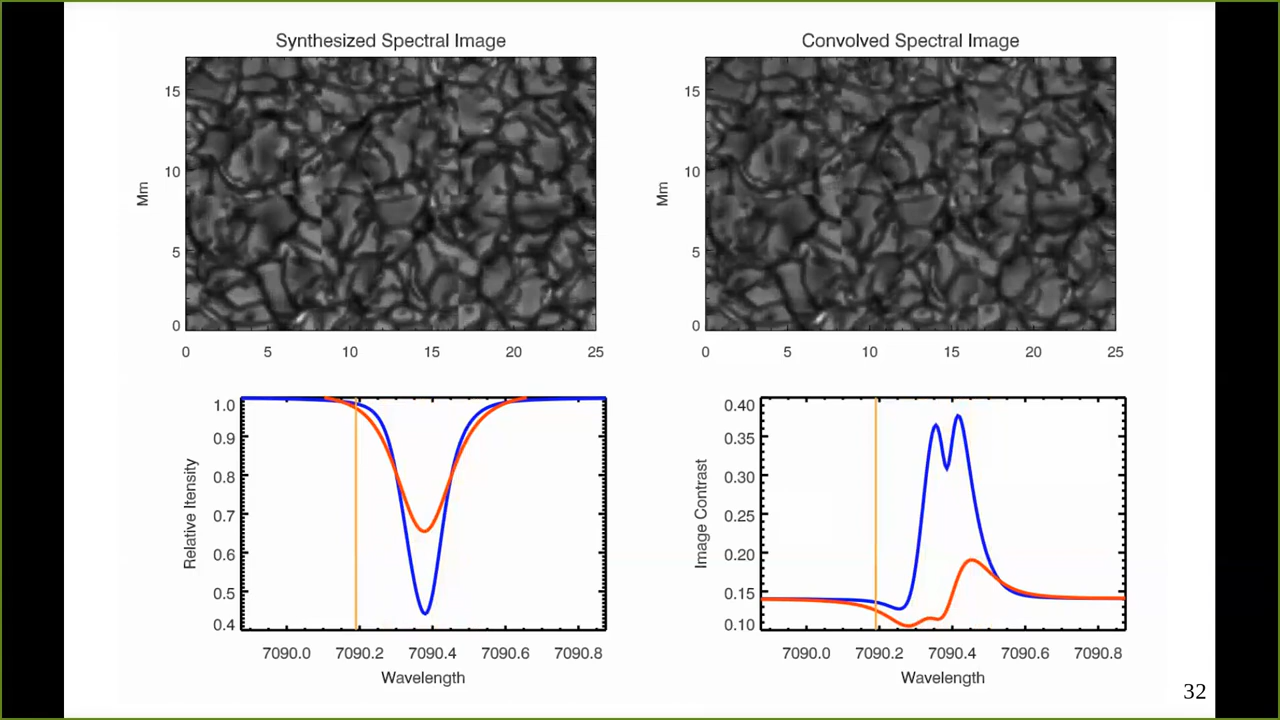 Synthesized Spectral Image
Convolved Spectral Image
Mm
15
10
5
0
0 5 10 15 20 25
Mm
15
10
5
0
0 5 10 15 20 25
Relative Itensity
1.0
0.9
0.8
0.7
0.6
0.5
0.4
7090.0 7090.2 7090.4 7090.6 7090.8
Wavelength
Image Contrast
0.40
0.35
0.30
0.25
0.20
0.15
0.10
7090.0 7090.2 7090.4 7090.6 7090.8
Wavelength
32